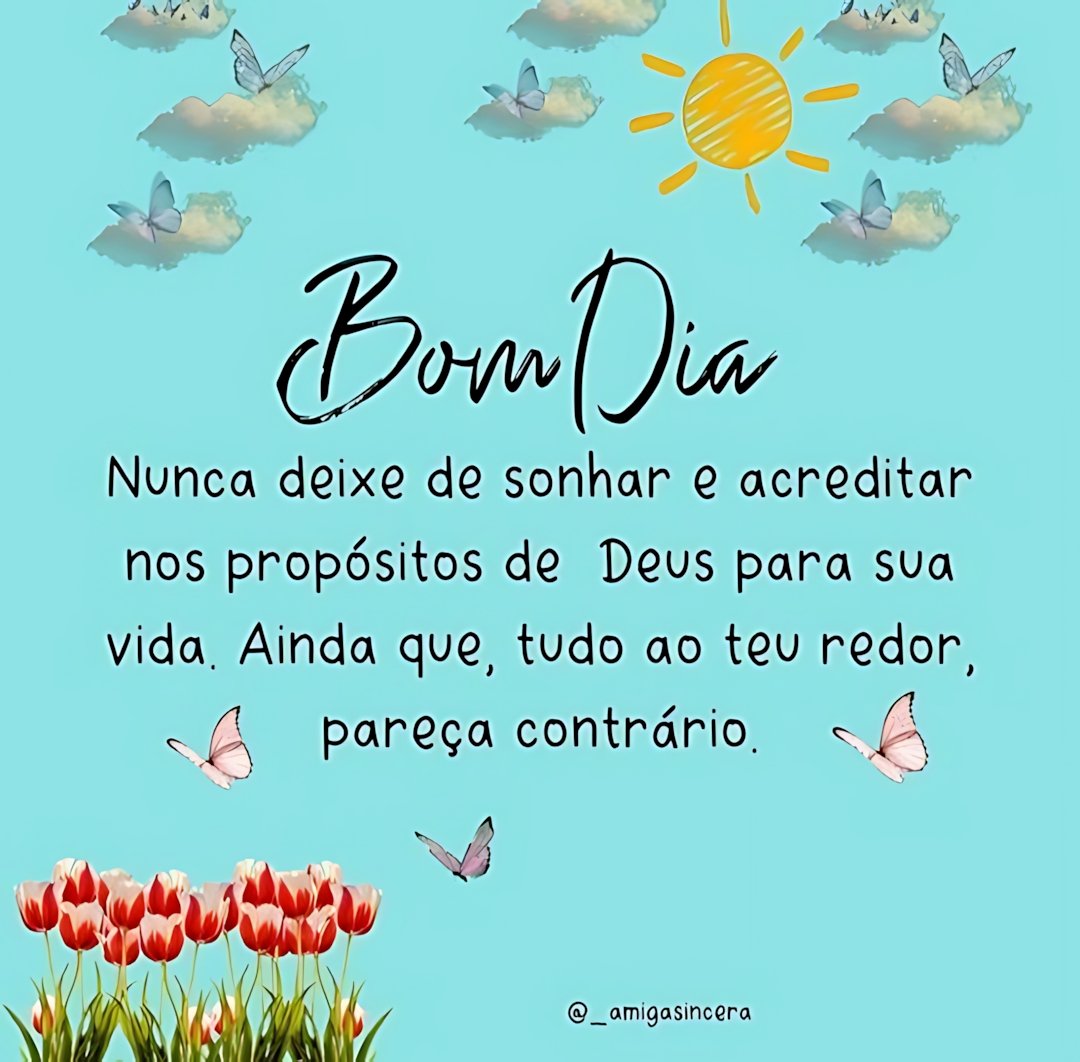 Bom Dia
Nunca deixe de sonhar e acreditar
nos propósitos de Deus para sua
vida. Ainda que, tudo ao teu redor,
pareça contrário.
@_amigasincera